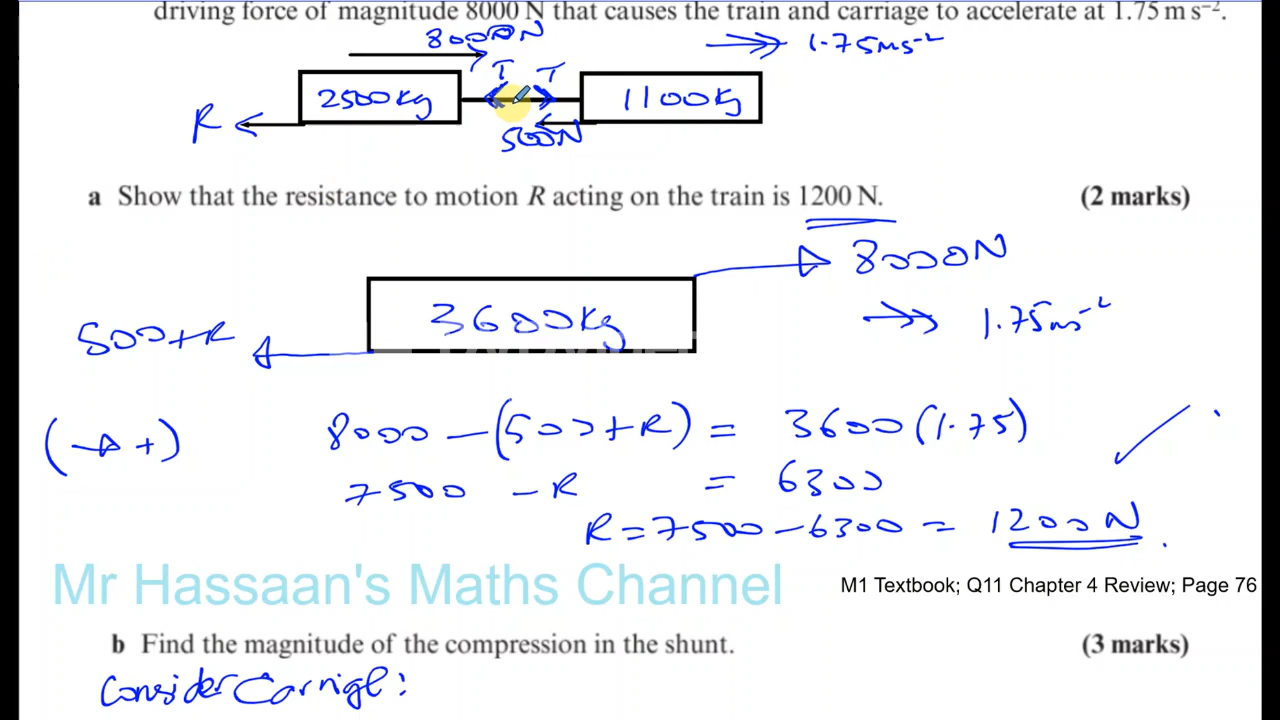 driving force of magnitude 8000 N that causes the train and carriage to accelerate at 1.75 m s⁻².
8000N
1.75ms⁻²
T T
2500kg
1100kg
R
500N
a Show that the resistance to motion R acting on the train is 1200 N. (2 marks)
8000N
3600kg
1.75ms⁻²
500+R
(→+) 8000 – (500+R) = 3600(1.75)
7500 – R = 6300
R = 7500 – 6300 = 1200N
Mr Hassaan's Maths Channel
M1 Textbook; Q11 Chapter 4 Review; Page 76
b Find the magnitude of the compression in the shunt. (3 marks)
Consider Carriage: